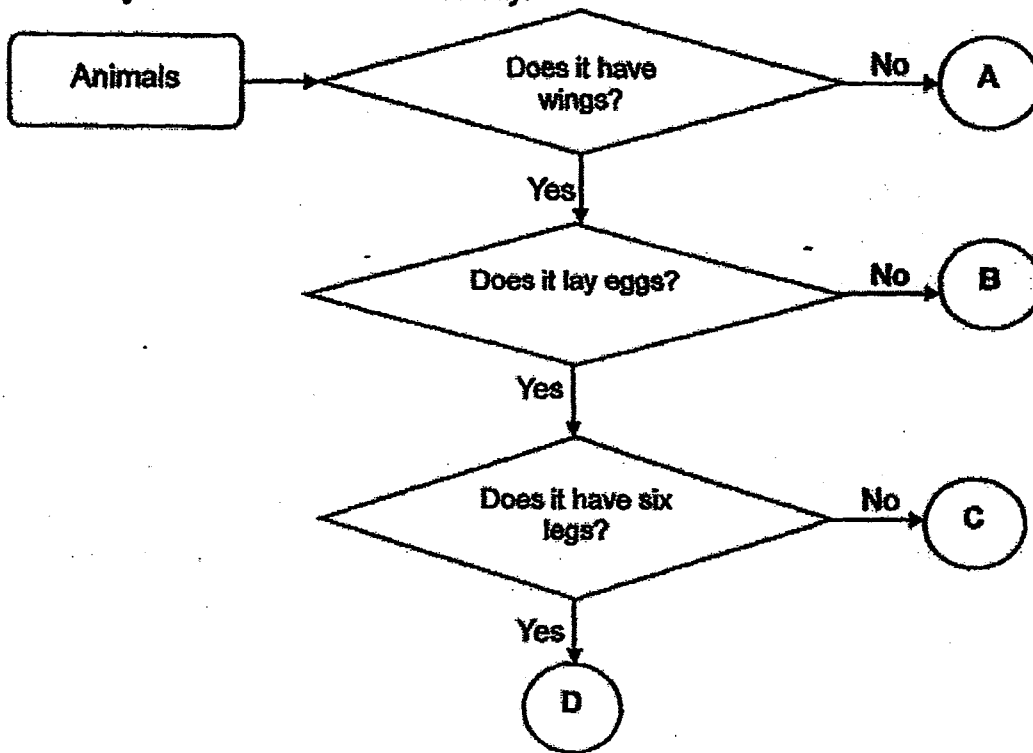 Animals
Does it have
wings?
No
A
Yes
Does it lay eggs?
No
B
Yes
Does it have six
legs?
No
C
Yes
D